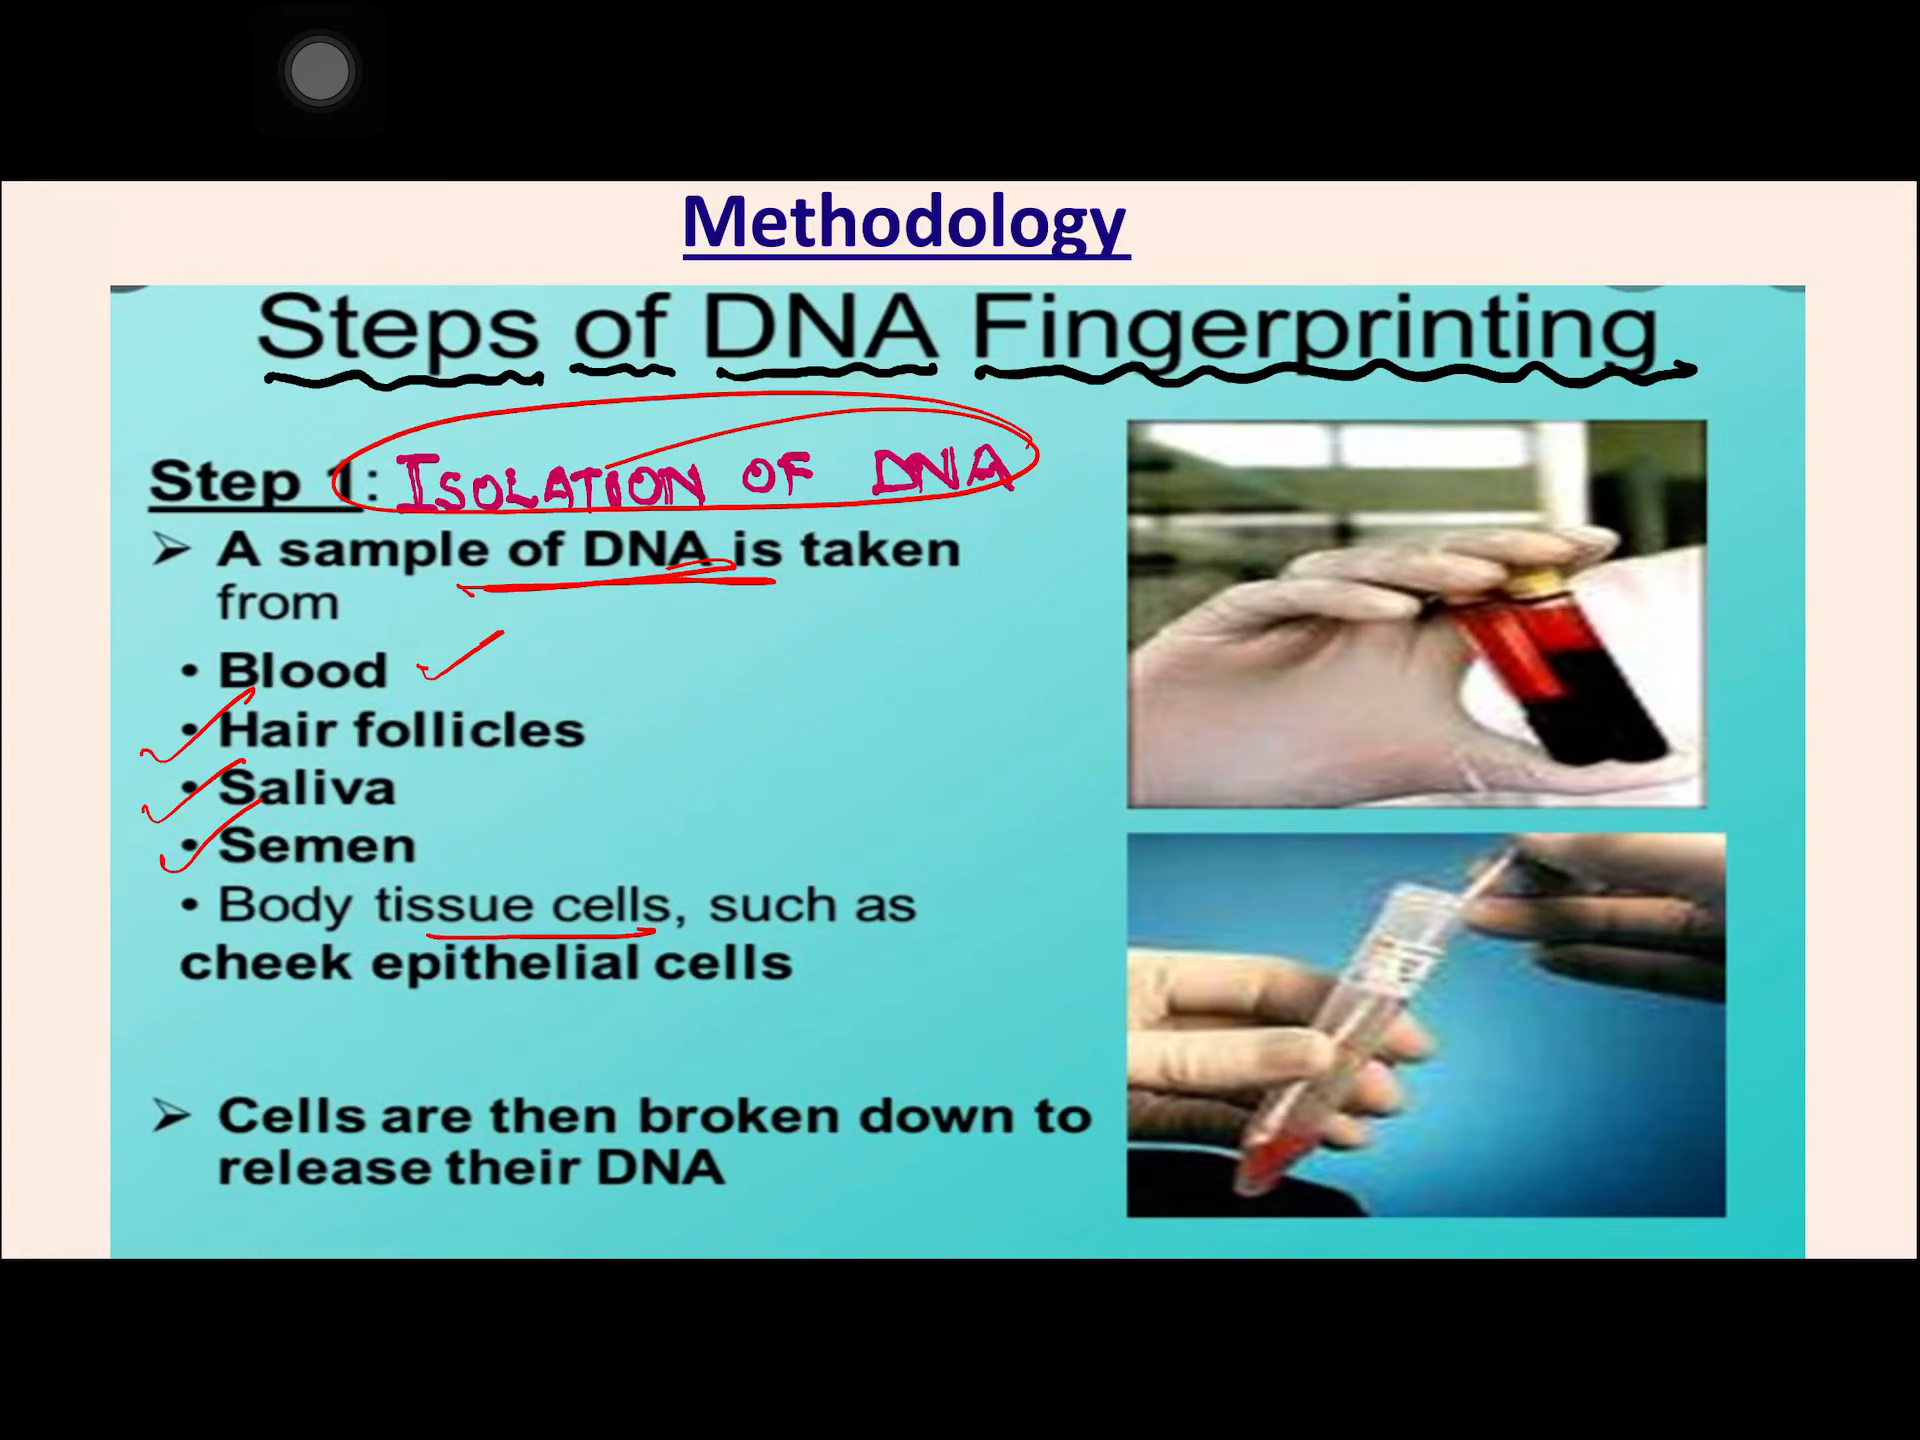 Methodology
Steps of DNA Fingerprinting
Step 1: ISOLATION OF DNA
➢ A sample of DNA is taken
from
• Blood
• Hair follicles
• Saliva
• Semen
• Body tissue cells, such as
cheek epithelial cells
➢ Cells are then broken down to
release their DNA